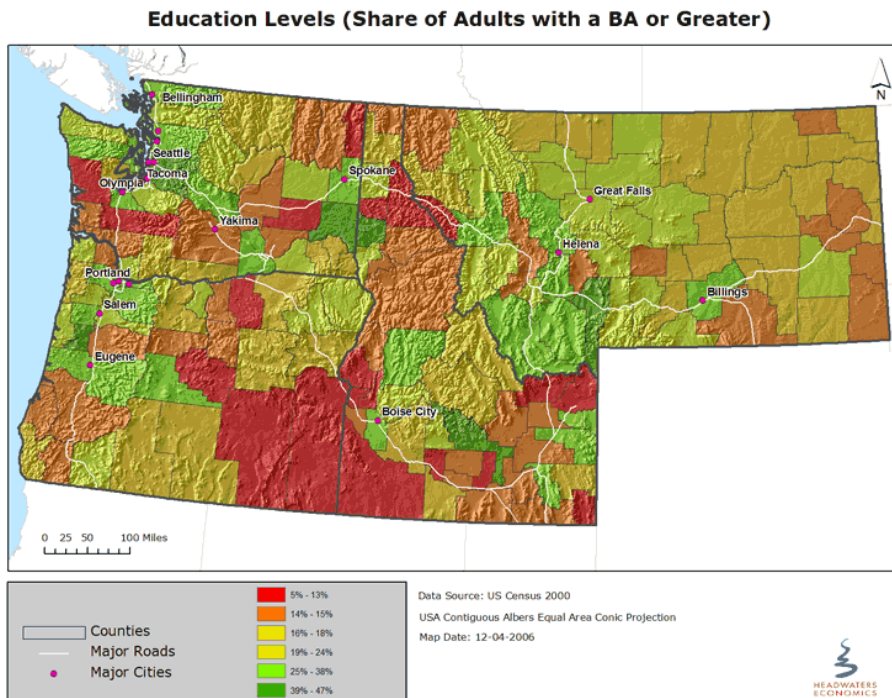 Education Levels (Share of Adults with a BA or Greater)
Bellingham
N
Seattle
Tacoma
Olympia
Spokane
Great Falls
Yakima
Helena
Portland
Billings
Salem
Eugene
Boise City
0 25 50 100 Miles
5% - 13%
14% - 15%
16% - 18%
19% - 24%
25% - 38%
39% - 47%
Counties
Major Roads
Major Cities
Data Source: US Census 2000
USA Contiguous Albers Equal Area Conic Projection
Map Date: 12-04-2006
HEADWATERS
ECONOMICS